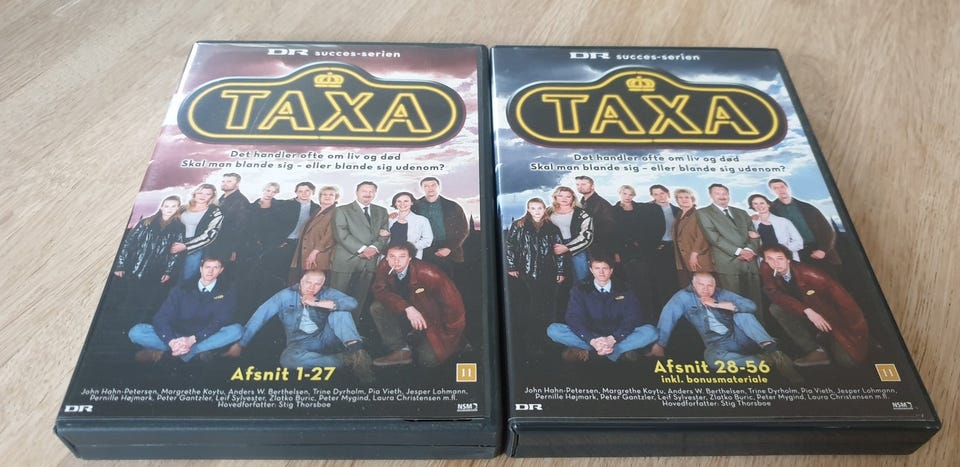 DR succes-serien
TAXA
Det handler ofte om liv og død
Skal man blande sig – eller blande sig udenom?
Afsnit 1-27
11
John Hahn-Petersen, Margrethe Koytu, Anders W. Berthelsen, Trine Dyrholm, Pia Vieth, Jesper Lohmann,
Pernille Højmark, Peter Gantzler, Leif Sylvester, Zlatko Buric, Peter Mygind, Laura Christensen m.fl.
Hovedforfatter: Stig Thorsboe
DR
NSM
DR succes-serien
TAXA
Det handler ofte om liv og død
Skal man blande sig – eller blande sig udenom?
Afsnit 28-56
inkl. bonusmateriale
11
John Hahn-Petersen, Margrethe Koytu, Anders W. Berthelsen, Trine Dyrholm, Pia Vieth, Jesper Lohmann,
Pernille Højmark, Peter Gantzler, Leif Sylvester, Zlatko Buric, Peter Mygind, Laura Christensen m.fl.
Hovedforfatter: Stig Thorsboe
DR
NSM